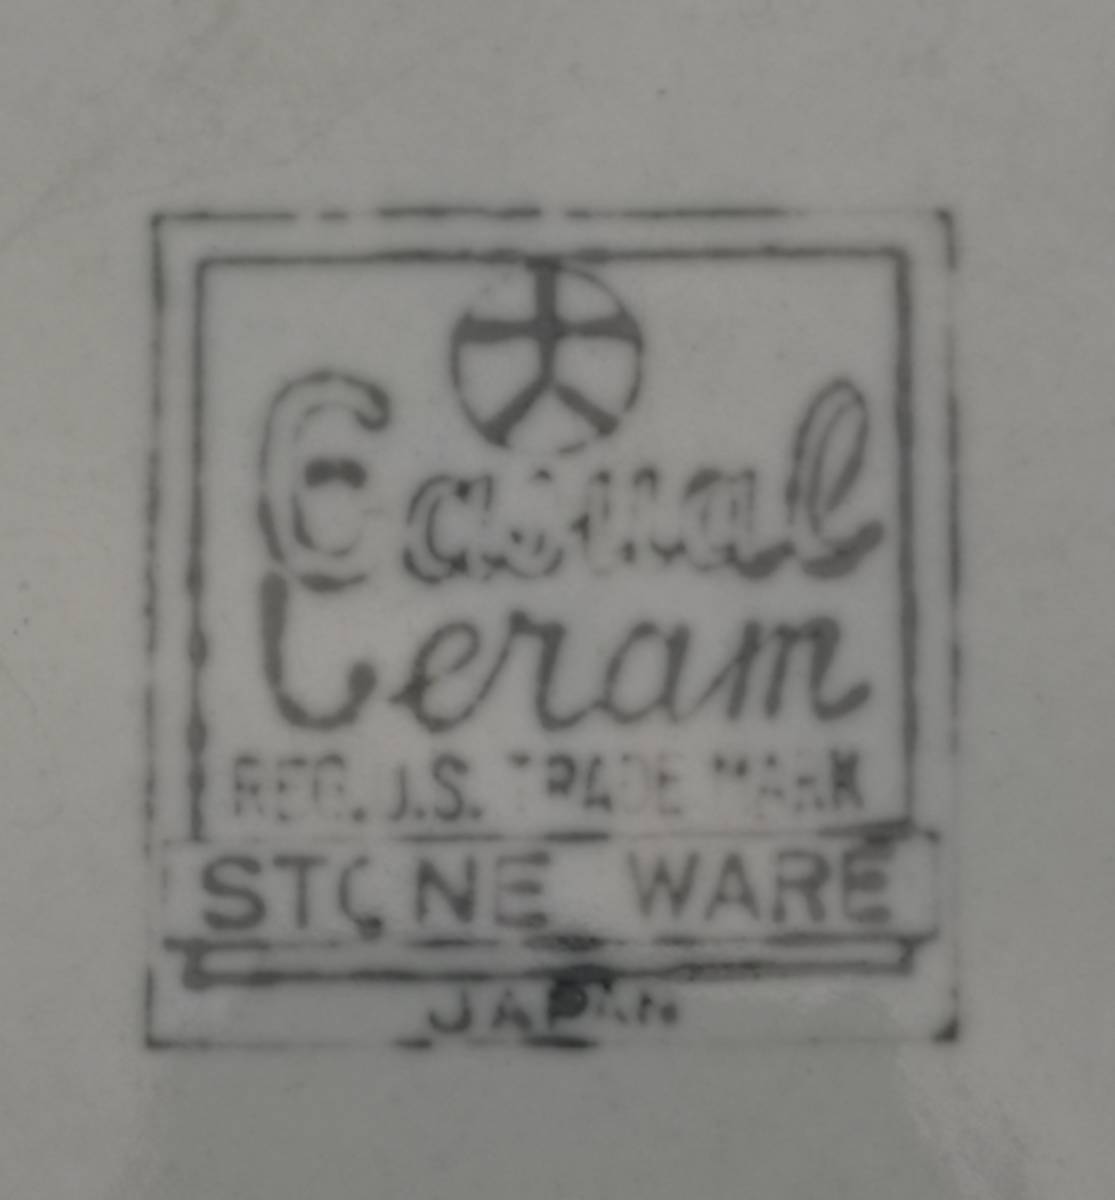 Casual
Ceram
REG. J.S. TRADE MARK
STONE WARE
JAPAN